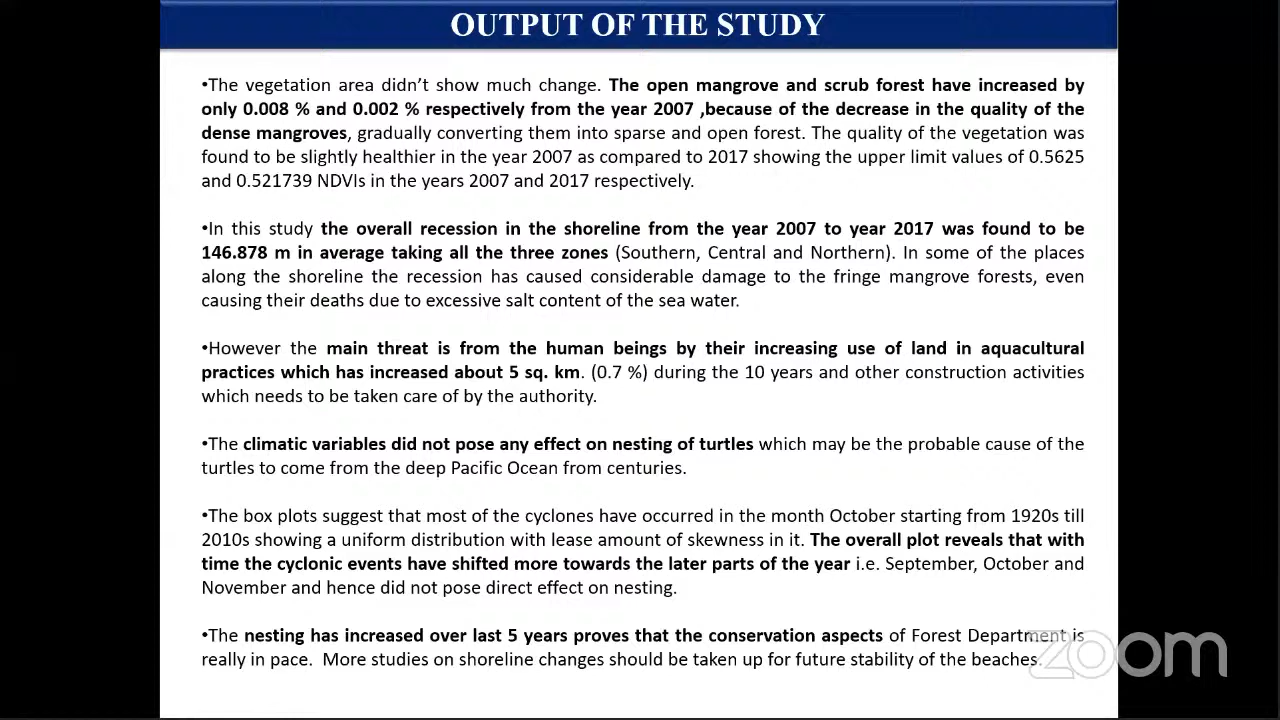 OUTPUT OF THE STUDY
•The vegetation area didn’t show much change. The open mangrove and scrub forest have increased by
only 0.008 % and 0.002 % respectively from the year 2007 ,because of the decrease in the quality of the
dense mangroves, gradually converting them into sparse and open forest. The quality of the vegetation was
found to be slightly healthier in the year 2007 as compared to 2017 showing the upper limit values of 0.5625
and 0.521739 NDVIs in the years 2007 and 2017 respectively.
•In this study the overall recession in the shoreline from the year 2007 to year 2017 was found to be
146.878 m in average taking all the three zones (Southern, Central and Northern). In some of the places
along the shoreline the recession has caused considerable damage to the fringe mangrove forests, even
causing their deaths due to excessive salt content of the sea water.
•However the main threat is from the human beings by their increasing use of land in aquacultural
practices which has increased about 5 sq. km. (0.7 %) during the 10 years and other construction activities
which needs to be taken care of by the authority.
•The climatic variables did not pose any effect on nesting of turtles which may be the probable cause of the
turtles to come from the deep Pacific Ocean from centuries.
•The box plots suggest that most of the cyclones have occurred in the month October starting from 1920s till
2010s showing a uniform distribution with lease amount of skewness in it. The overall plot reveals that with
time the cyclonic events have shifted more towards the later parts of the year i.e. September, October and
November and hence did not pose direct effect on nesting.
•The nesting has increased over last 5 years proves that the conservation aspects of Forest Department is
really in pace. More studies on shoreline changes should be taken up for future stability of the beaches.
zoom